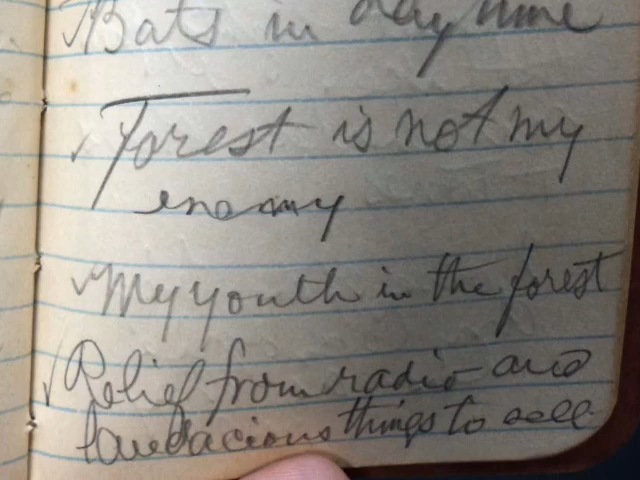 Bats in daytime
Forest is not my
enemy
My youth in the forest
Relief from radio and
things to sell